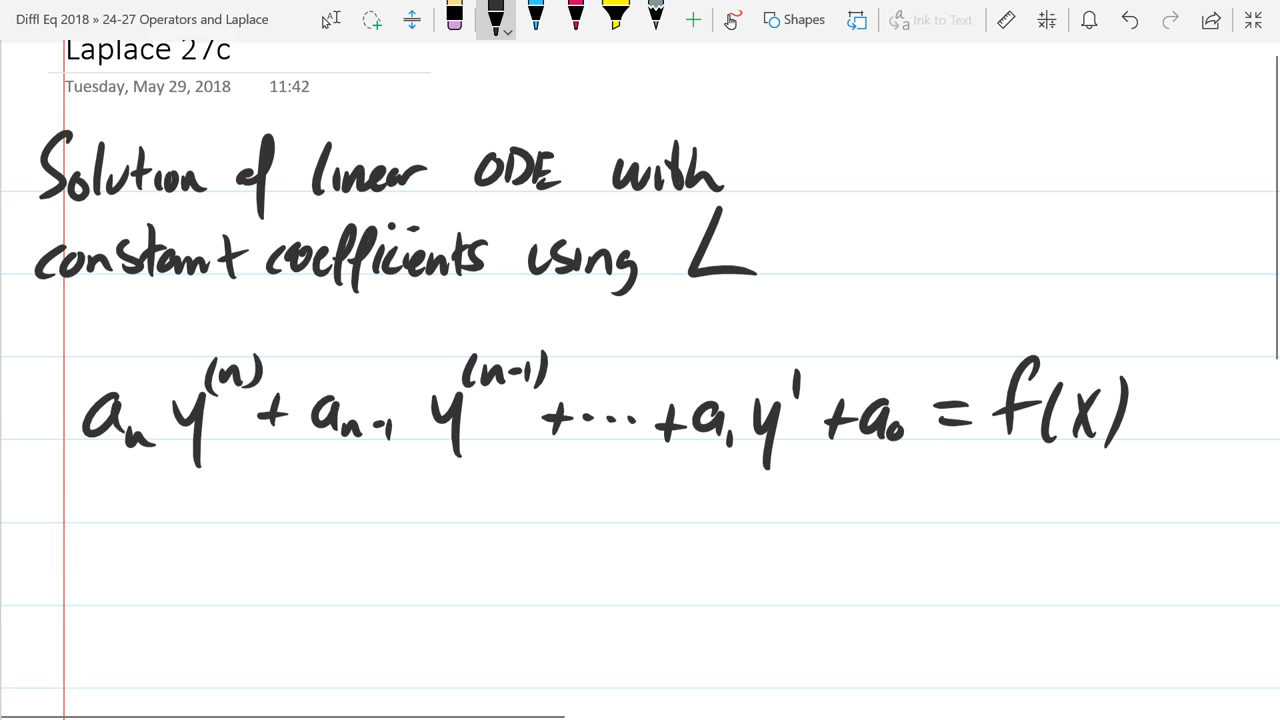 Diffl Eq 2018 » 24-27 Operators and Laplace
Shapes
Ink to Text
Laplace 27c
Tuesday, May 29, 2018 11:42
Solution of linear ODE with
constant coefficients using L
aₙ y⁽ⁿ⁾ + aₙ₋₁ y⁽ⁿ⁻¹⁾ + ... + a₁ y' + a₀ = f(x)